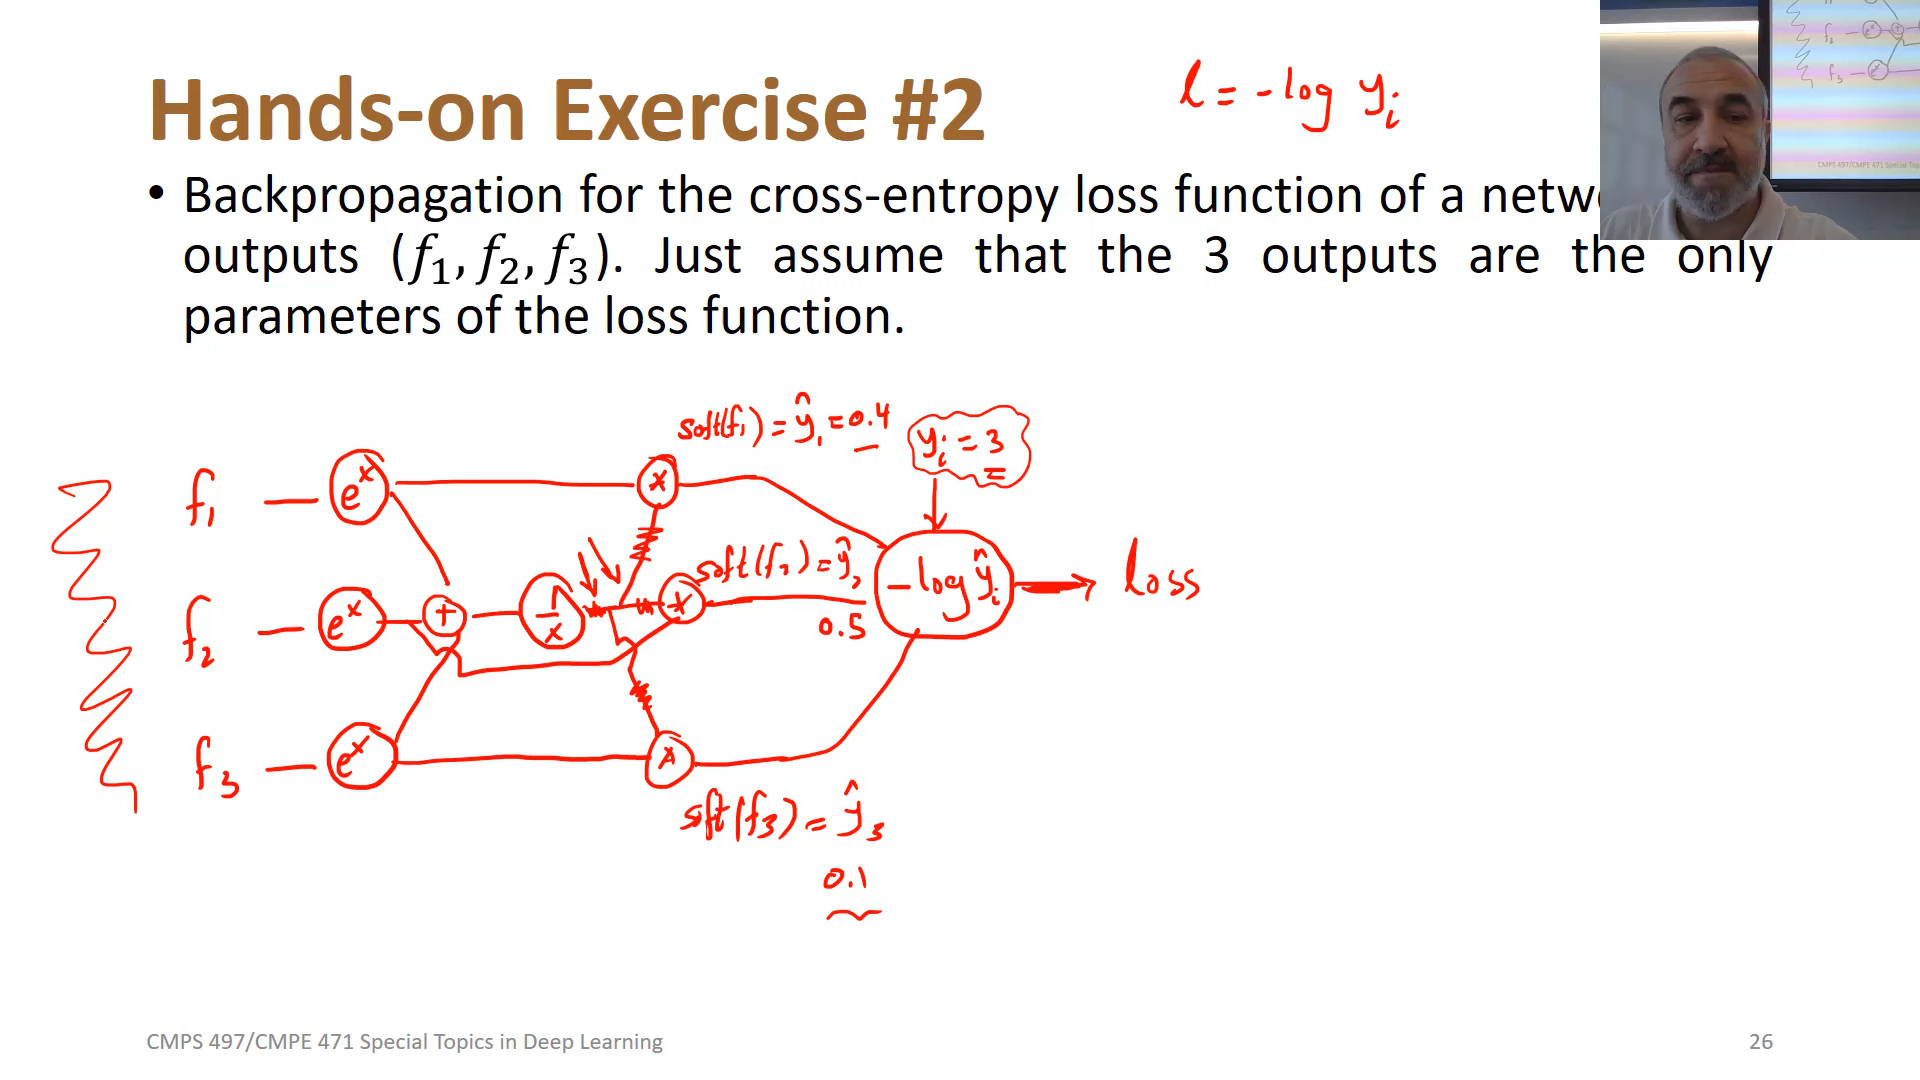 Hands-on Exercise #2
l = -log yᵢ
• Backpropagation for the cross-entropy loss function of a netw
outputs (f₁, f₂, f₃). Just assume that the 3 outputs are the only
parameters of the loss function.
soft(f₁) = ŷ₁ = 0.4
yᵢ = 3
f₁ eˣ x
soft(f₂) = ŷ₂
f₂ eˣ + 1/x x
0.5
-log ŷᵢ
loss
f₃ eˣ x
soft(f₃) = ŷ₃
0.1
CMPS 497/CMPE 471 Special Topics in Deep Learning
26